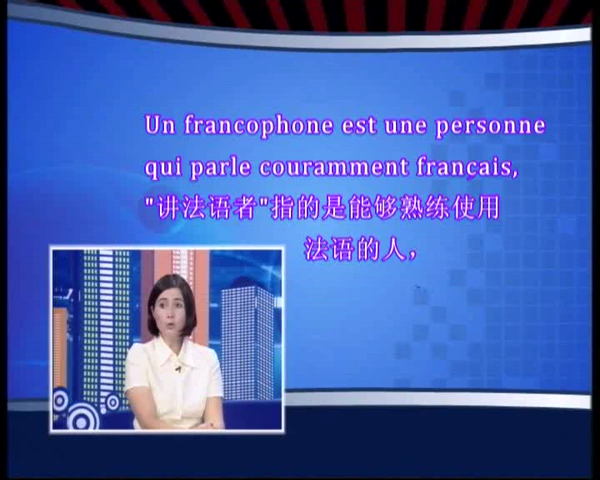 Un francophone est une personne
qui parle couramment français,
"讲法语者"指的是能够熟练使用
法语的人，